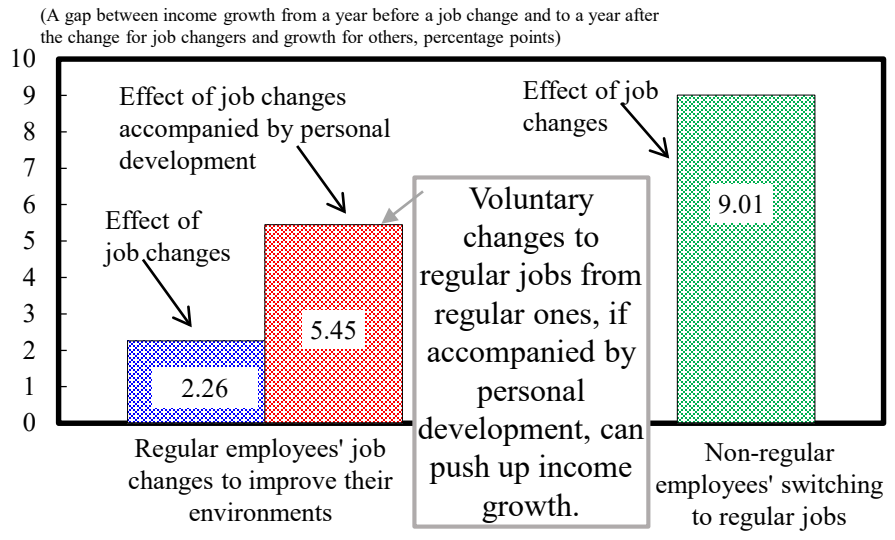 (A gap between income growth from a year before a job change and to a year after
the change for job changers and growth for others, percentage points)
10
9
8
7
6
5
4
3
2
1
0
Effect of job changes
accompanied by personal
development
Effect of
job changes
2.26
5.45
Voluntary
changes to
regular jobs from
regular ones, if
accompanied by
personal
development, can
push up income
growth.
Effect of job
changes
9.01
Regular employees' job
changes to improve their
environments
Non-regular
employees' switching
to regular jobs